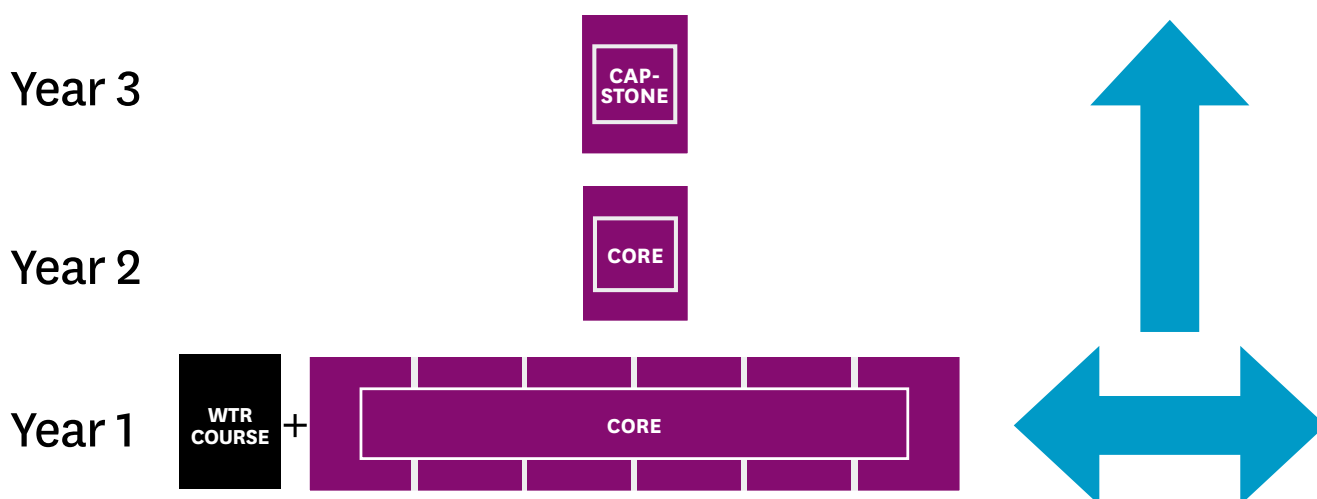 Year 3
CAP-
STONE
Year 2
CORE
Year 1
WTR
COURSE
+
CORE